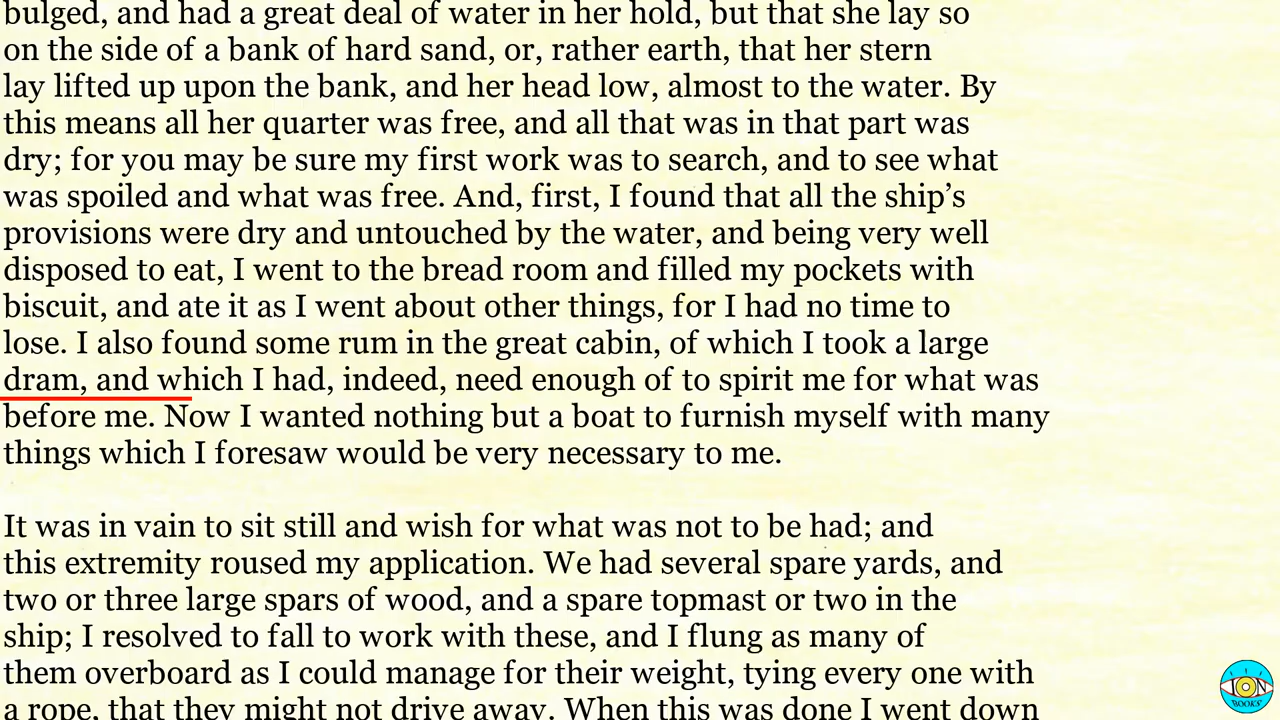 bulged, and had a great deal of water in her hold, but that she lay so
on the side of a bank of hard sand, or, rather earth, that her stern
lay lifted up upon the bank, and her head low, almost to the water. By
this means all her quarter was free, and all that was in that part was
dry; for you may be sure my first work was to search, and to see what
was spoiled and what was free. And, first, I found that all the ship’s
provisions were dry and untouched by the water, and being very well
disposed to eat, I went to the bread room and filled my pockets with
biscuit, and ate it as I went about other things, for I had no time to
lose. I also found some rum in the great cabin, of which I took a large
dram, and which I had, indeed, need enough of to spirit me for what was
before me. Now I wanted nothing but a boat to furnish myself with many
things which I foresaw would be very necessary to me.
It was in vain to sit still and wish for what was not to be had; and
this extremity roused my application. We had several spare yards, and
two or three large spars of wood, and a spare topmast or two in the
ship; I resolved to fall to work with these, and I flung as many of
them overboard as I could manage for their weight, tying every one with
a rope, that they might not drive away. When this was done I went down
ION
BOOKS